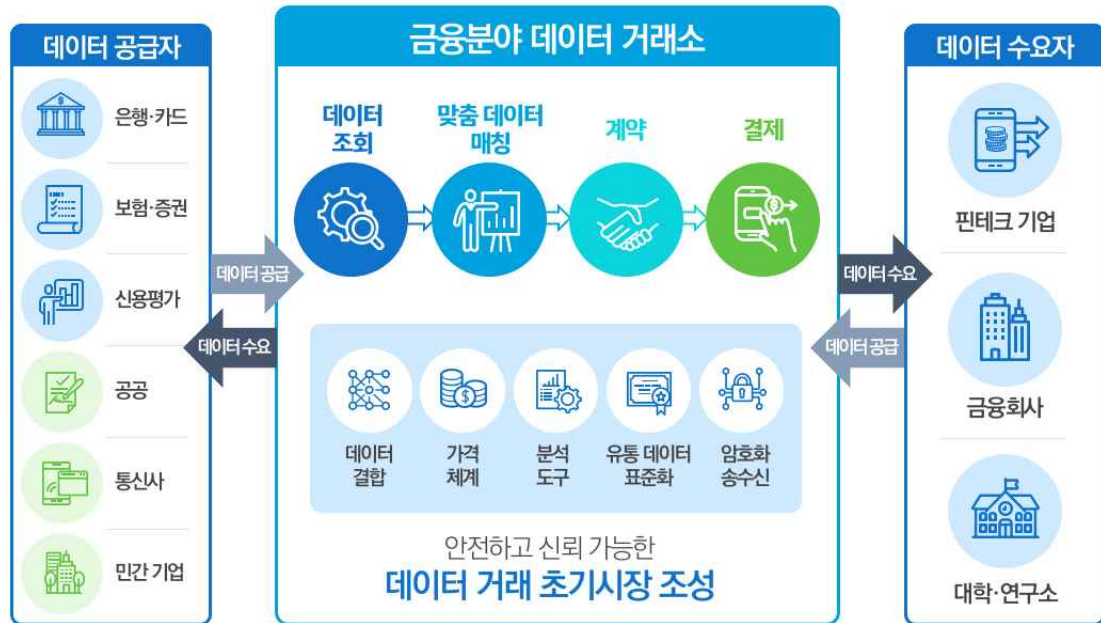 데이터 공급자
은행·카드
보험·증권
신용평가
공공
통신사
민간 기업
데이터 공급
데이터 수요
금융분야 데이터 거래소
데이터
조회
맞춤 데이터
매칭
계약
결제
데이터
결합
가격
체계
분석
도구
유통 데이터
표준화
암호화
송수신
안전하고 신뢰 가능한
데이터 거래 초기시장 조성
데이터 수요
데이터 공급
데이터 수요자
핀테크 기업
금융회사
대학·연구소